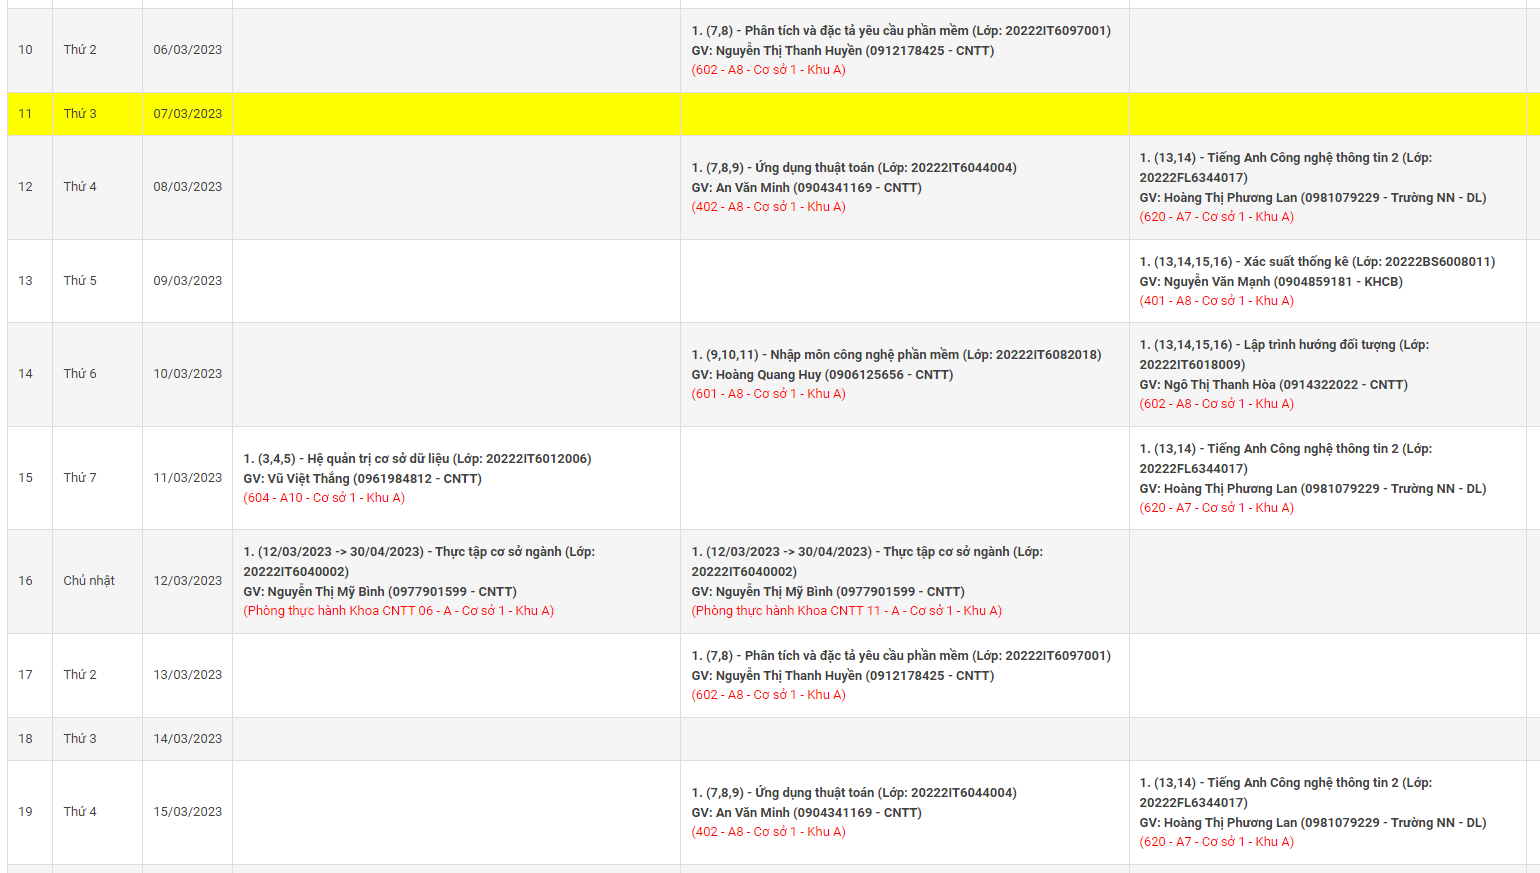 10
Thứ 2
06/03/2023
1. (7,8) - Phân tích và đặc tả yêu cầu phần mềm (Lớp: 20222IT6097001)
GV: Nguyễn Thị Thanh Huyền (0912178425 - CNTT)
(602 - A8 - Cơ sở 1 - Khu A)
11
Thứ 3
07/03/2023
12
Thứ 4
08/03/2023
1. (7,8,9) - Ứng dụng thuật toán (Lớp: 20222IT6044004)
GV: An Văn Minh (0904341169 - CNTT)
(402 - A8 - Cơ sở 1 - Khu A)
1. (13,14) - Tiếng Anh Công nghệ thông tin 2 (Lớp:
20222FL6344017)
GV: Hoàng Thị Phương Lan (0981079229 - Trường NN - DL)
(620 - A7 - Cơ sở 1 - Khu A)
13
Thứ 5
09/03/2023
1. (13,14,15,16) - Xác suất thống kê (Lớp: 20222BS6008011)
GV: Nguyễn Văn Mạnh (0904859181 - KHCB)
(401 - A8 - Cơ sở 1 - Khu A)
14
Thứ 6
10/03/2023
1. (9,10,11) - Nhập môn công nghệ phần mềm (Lớp: 20222IT6082018)
GV: Hoàng Quang Huy (0906125656 - CNTT)
(601 - A8 - Cơ sở 1 - Khu A)
1. (13,14,15,16) - Lập trình hướng đối tượng (Lớp:
20222IT6018009)
GV: Ngô Thị Thanh Hòa (0914322022 - CNTT)
(602 - A8 - Cơ sở 1 - Khu A)
15
Thứ 7
11/03/2023
1. (3,4,5) - Hệ quản trị cơ sở dữ liệu (Lớp: 20222IT6012006)
GV: Vũ Việt Thắng (0961984812 - CNTT)
(604 - A10 - Cơ sở 1 - Khu A)
1. (13,14) - Tiếng Anh Công nghệ thông tin 2 (Lớp:
20222FL6344017)
GV: Hoàng Thị Phương Lan (0981079229 - Trường NN - DL)
(620 - A7 - Cơ sở 1 - Khu A)
16
Chủ nhật
12/03/2023
1. (12/03/2023 -> 30/04/2023) - Thực tập cơ sở ngành (Lớp:
20222IT6040002)
GV: Nguyễn Thị Mỹ Bình (0977901599 - CNTT)
(Phòng thực hành Khoa CNTT 06 - A - Cơ sở 1 - Khu A)
1. (12/03/2023 -> 30/04/2023) - Thực tập cơ sở ngành (Lớp:
20222IT6040002)
GV: Nguyễn Thị Mỹ Bình (0977901599 - CNTT)
(Phòng thực hành Khoa CNTT 11 - A - Cơ sở 1 - Khu A)
17
Thứ 2
13/03/2023
1. (7,8) - Phân tích và đặc tả yêu cầu phần mềm (Lớp: 20222IT6097001)
GV: Nguyễn Thị Thanh Huyền (0912178425 - CNTT)
(602 - A8 - Cơ sở 1 - Khu A)
18
Thứ 3
14/03/2023
19
Thứ 4
15/03/2023
1. (7,8,9) - Ứng dụng thuật toán (Lớp: 20222IT6044004)
GV: An Văn Minh (0904341169 - CNTT)
(402 - A8 - Cơ sở 1 - Khu A)
1. (13,14) - Tiếng Anh Công nghệ thông tin 2 (Lớp:
20222FL6344017)
GV: Hoàng Thị Phương Lan (0981079229 - Trường NN - DL)
(620 - A7 - Cơ sở 1 - Khu A)